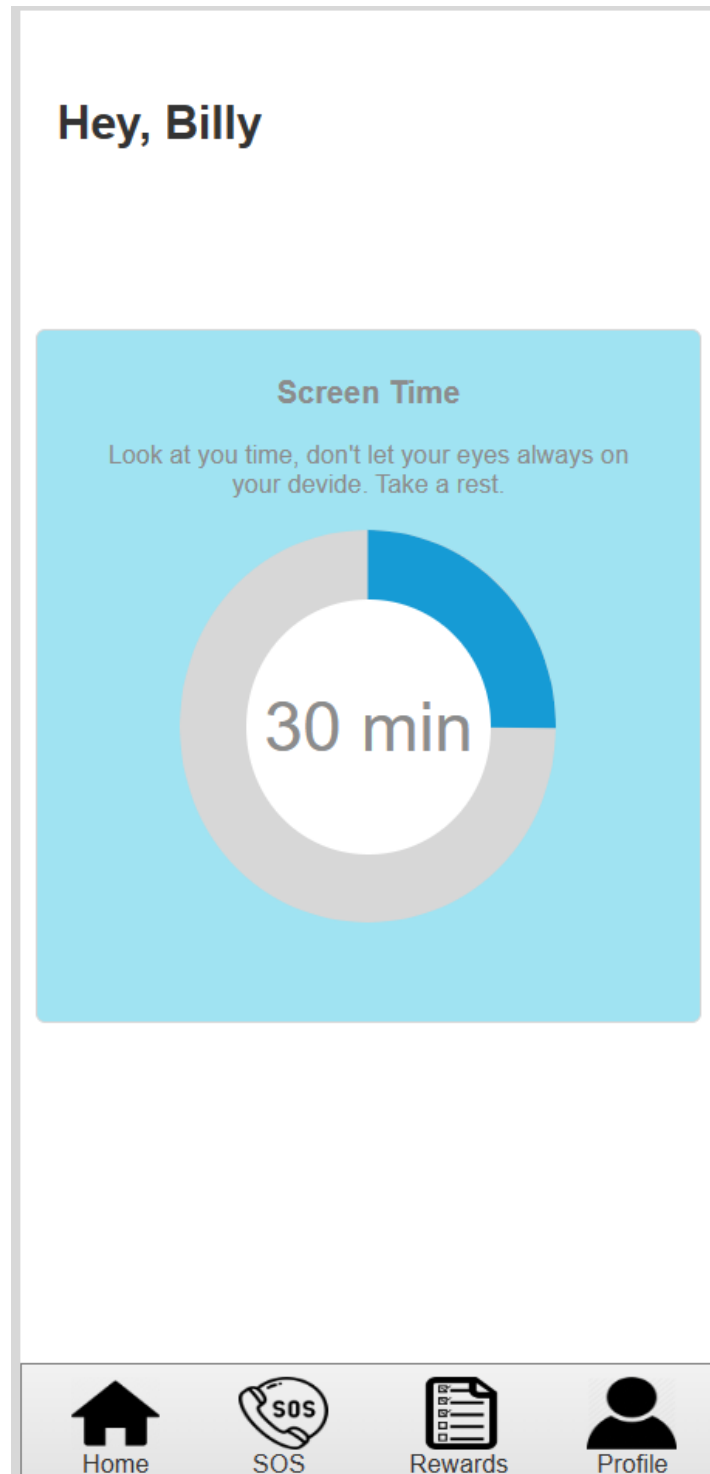 Hey, Billy
Screen Time
Look at you time, don't let your eyes always on
your devide. Take a rest.
30 min
SOS
Home
SOS
Rewards
Profile